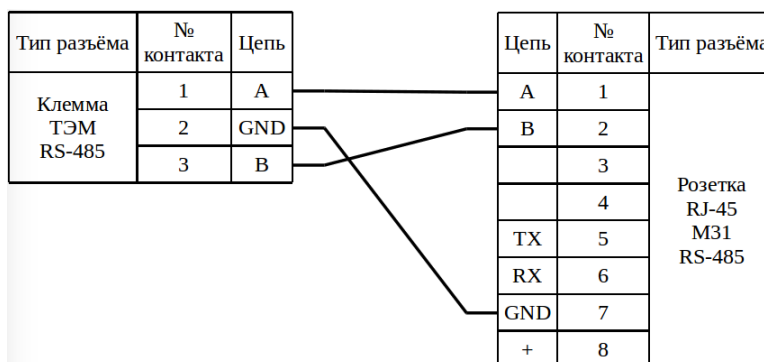 Тип разъёма № контакта Цепь
Клемма ТЭМ RS-485
1 A
2 GND
3 B
Цепь № контакта Тип разъёма
A 1
B 2
3
4
TX 5
RX 6
GND 7
+ 8
Розетка RJ-45 М31 RS-485